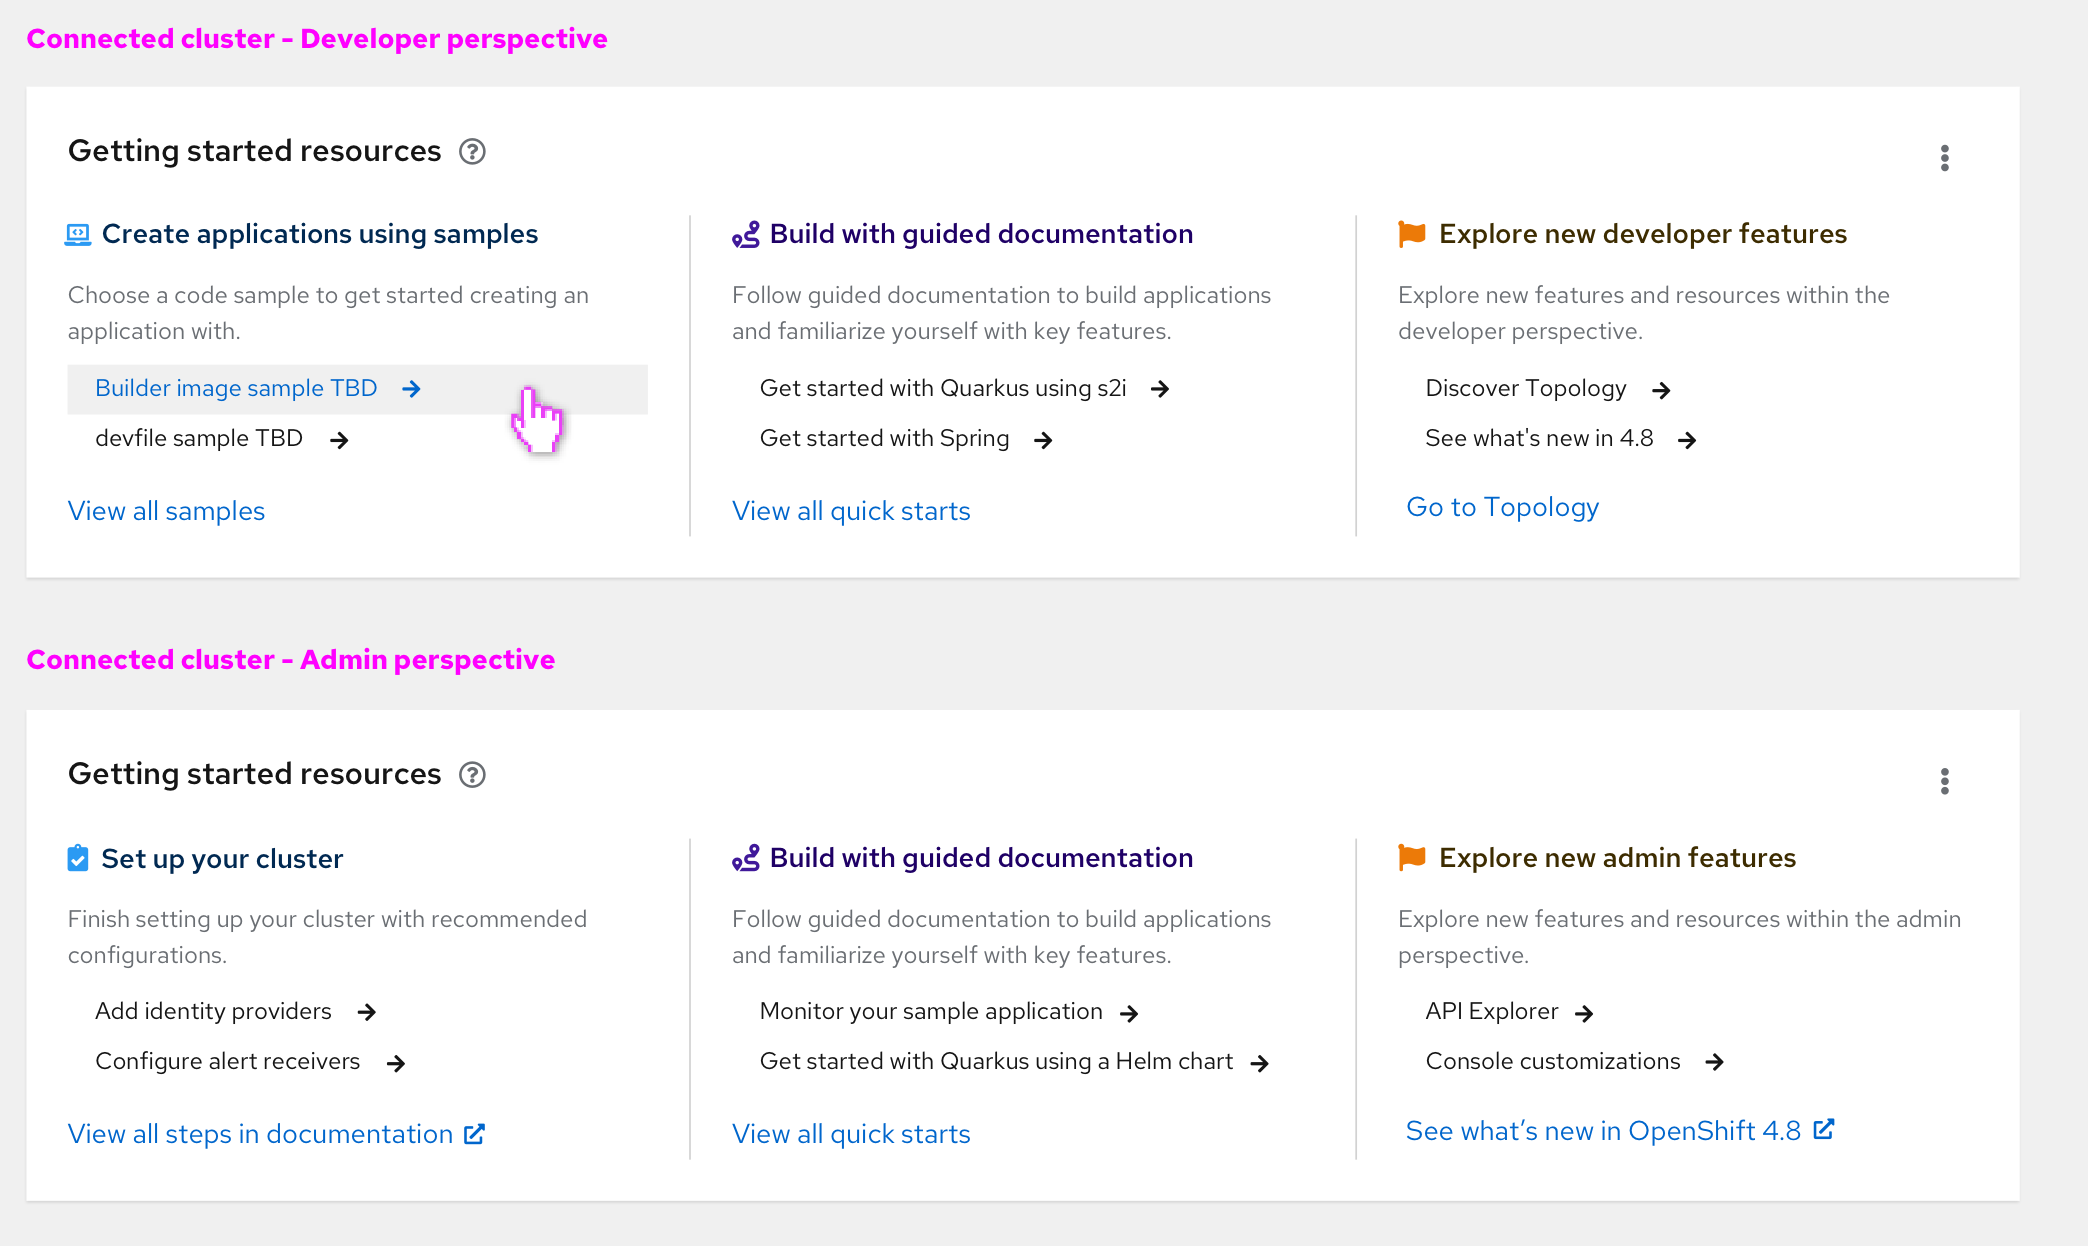 Connected cluster - Developer perspective
Getting started resources
Create applications using samples
Choose a code sample to get started creating an
application with.
Builder image sample TBD
devfile sample TBD
View all samples
Build with guided documentation
Follow guided documentation to build applications
and familiarize yourself with key features.
Get started with Quarkus using s2i
Get started with Spring
View all quick starts
Explore new developer features
Explore new features and resources within the
developer perspective.
Discover Topology
See what's new in 4.8
Go to Topology
Connected cluster - Admin perspective
Getting started resources
Set up your cluster
Finish setting up your cluster with recommended
configurations.
Add identity providers
Configure alert receivers
View all steps in documentation
Build with guided documentation
Follow guided documentation to build applications
and familiarize yourself with key features.
Monitor your sample application
Get started with Quarkus using a Helm chart
View all quick starts
Explore new admin features
Explore new features and resources within the admin
perspective.
API Explorer
Console customizations
See what’s new in OpenShift 4.8